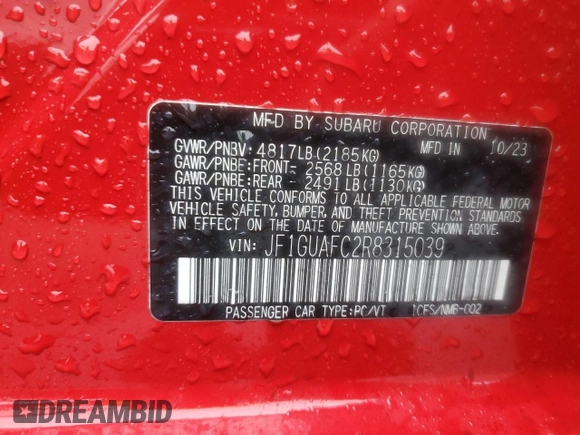 MFD BY SUBARU CORPORATION
MFD IN 10/23
GVWR/PNBV: 4817LB(2185KG)
GAWR/PNBE:FRONT- 2568LB(1165KG)
GAWR/PNBE:REAR - 2491LB(1130KG)
THIS VEHICLE CONFORMS TO ALL APPLICABLE FEDERAL MOTOR
VEHICLE SAFETY, BUMPER, AND THEFT PREVENTION STANDARDS
IN EFFECT ON THE DATE OF MANUFACTURE SHOWN ABOVE.
VIN: JF1GUAFC2R8315039
PASSENGER CAR TYPE:PC/VT 1CFS/NMB-002
DREAMBID